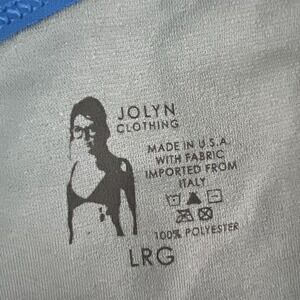 JOLYN
CLOTHING
MADE IN U.S.A.
WITH FABRIC
IMPORTED FROM
ITALY
100% POLYESTER
LRG